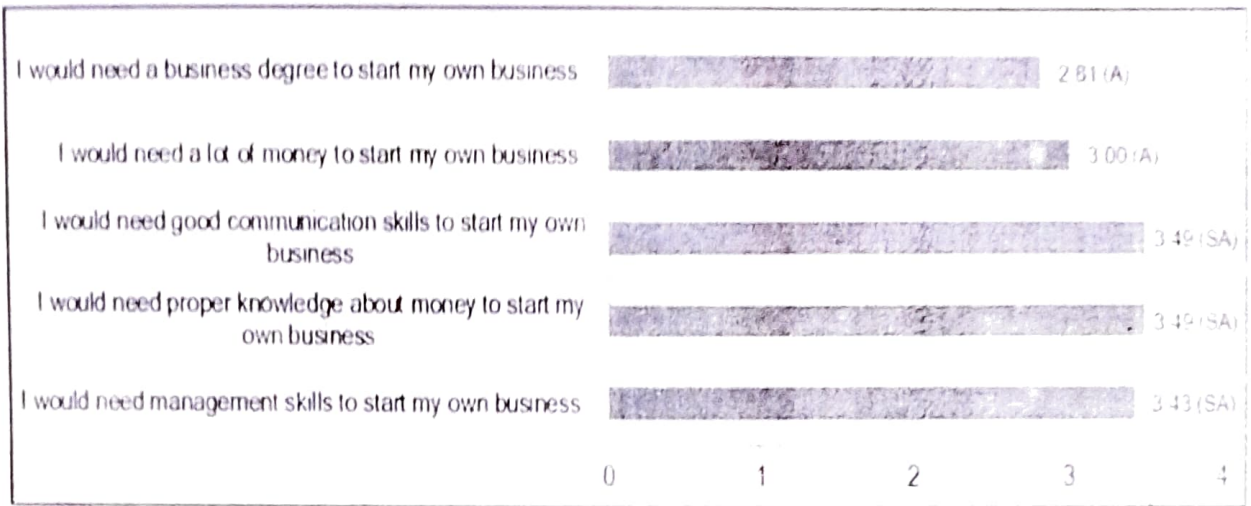 I would need a business degree to start my own business
2.81 (A)
I would need a lot of money to start my own business
3.00 (A)
I would need good communication skills to start my own
business
3.49 (SA)
I would need proper knowledge about money to start my
own business
3.49 (SA)
I would need management skills to start my own business
3.43 (SA)
0 1 2 3 4